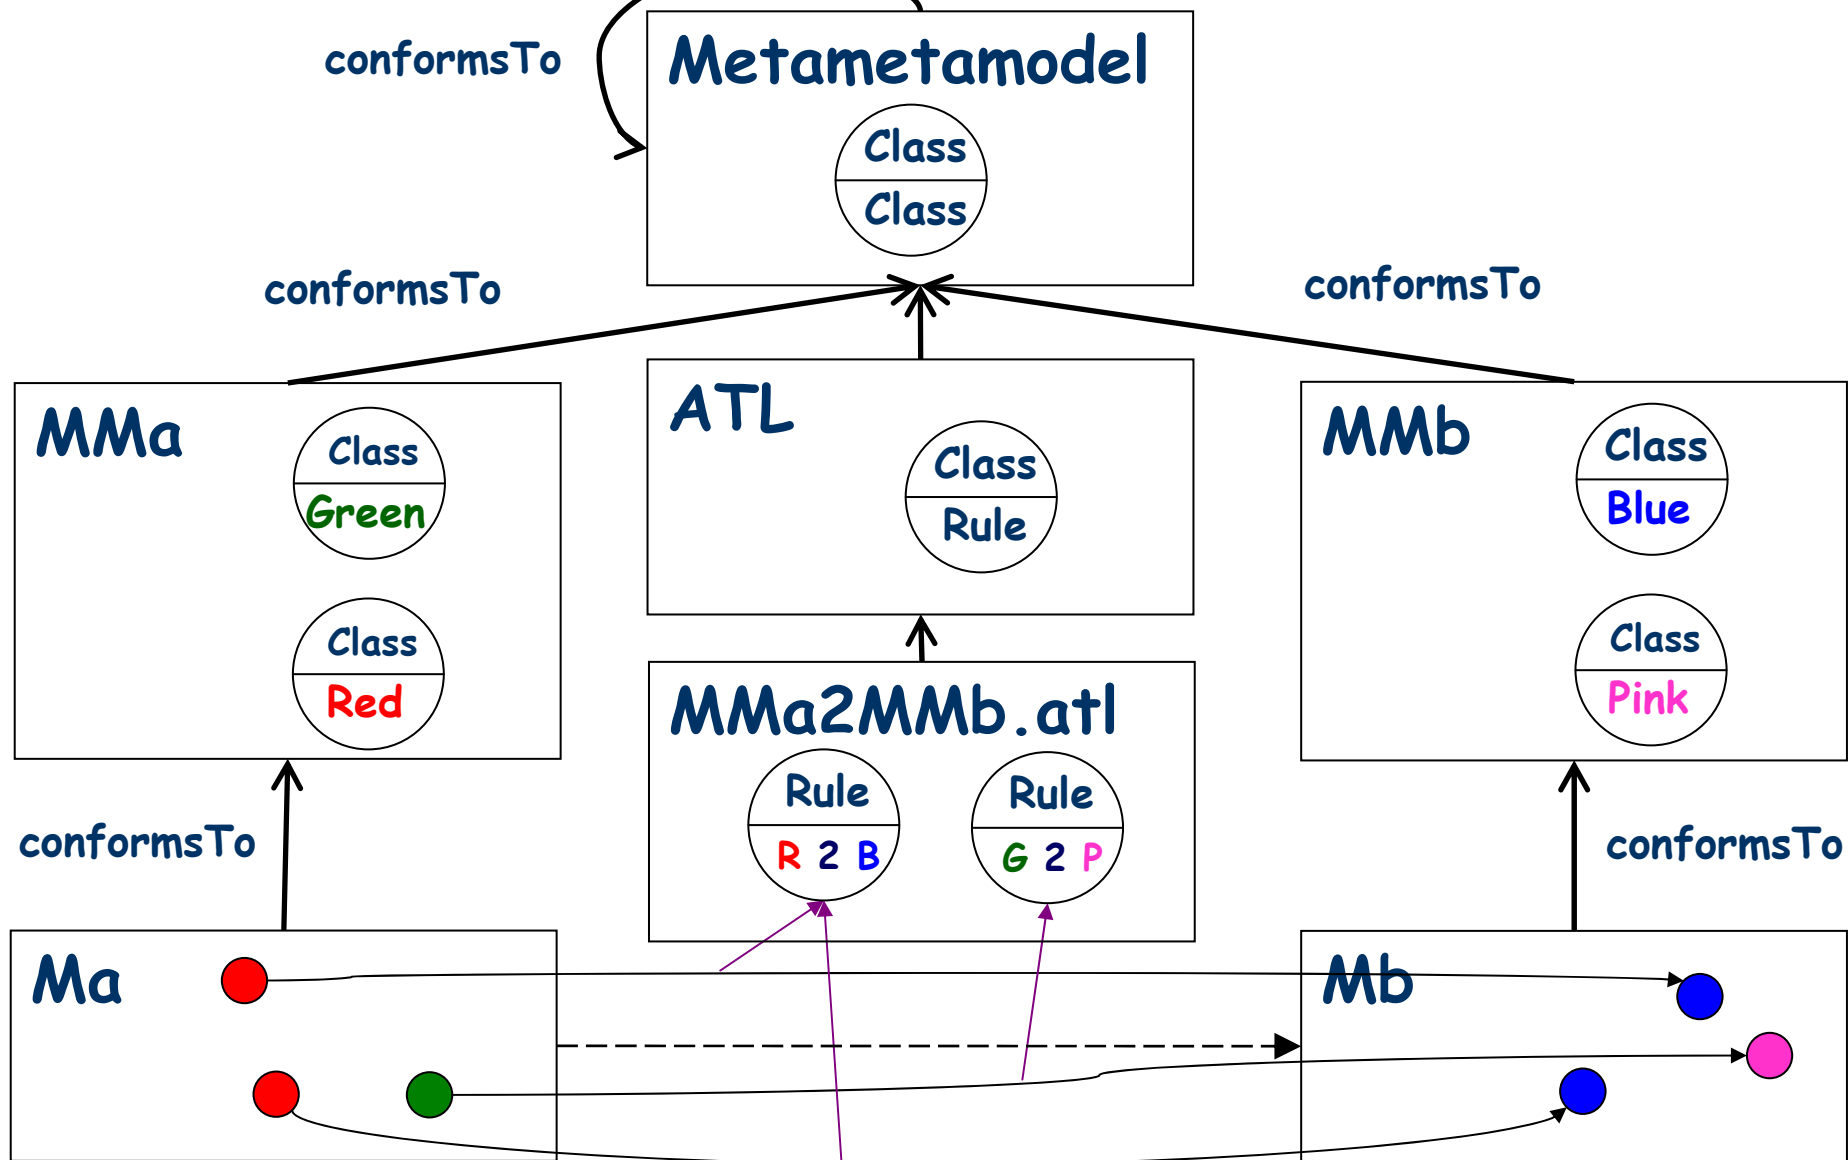 conformsTo
Metametamodel
Class
Class
conformsTo
conformsTo
MMa
Class
Green
Class
Red
ATL
Class
Rule
MMb
Class
Blue
Class
Pink
MMa2MMb.atl
Rule
R 2 B
Rule
G 2 P
conformsTo
conformsTo
Ma
Mb